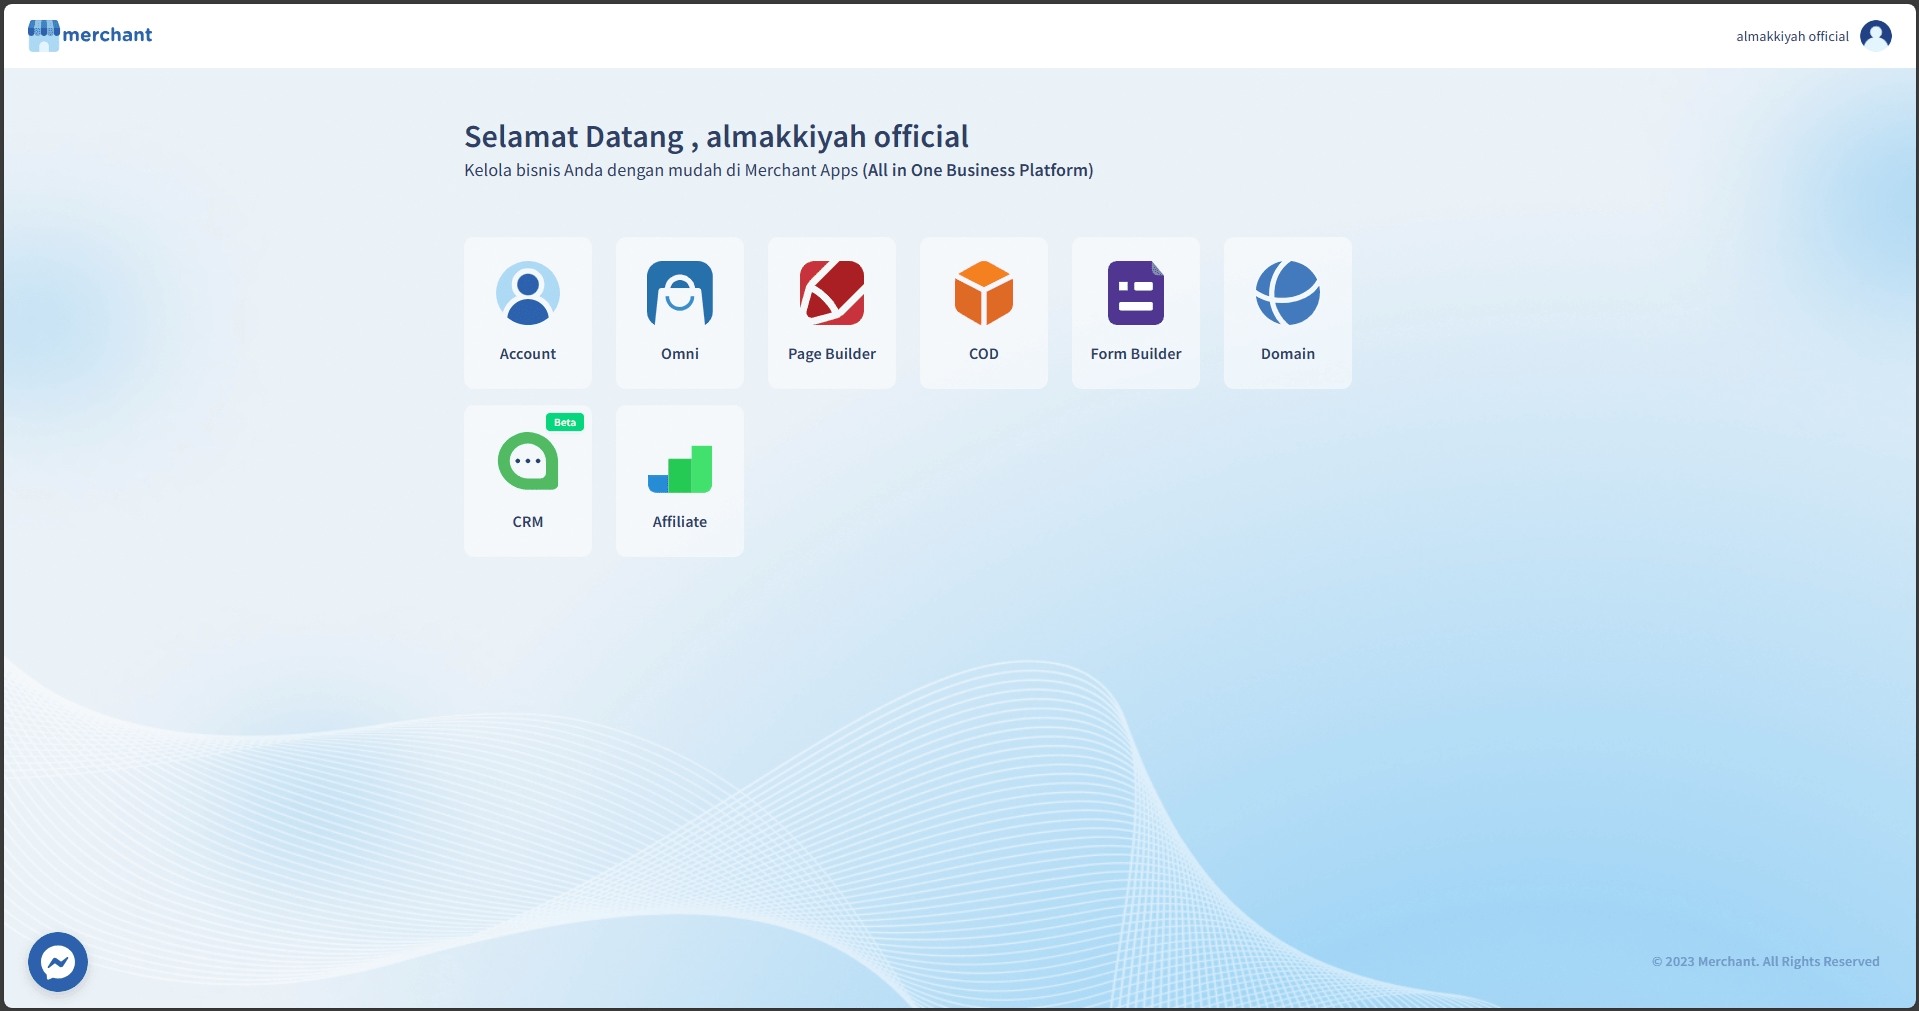 merchant
almakkiyah official
Selamat Datang , almakkiyah official
Kelola bisnis Anda dengan mudah di Merchant Apps (All in One Business Platform)
Account
Omni
Page Builder
COD
Form Builder
Domain
Beta
CRM
Affiliate
© 2023 Merchant. All Rights Reserved